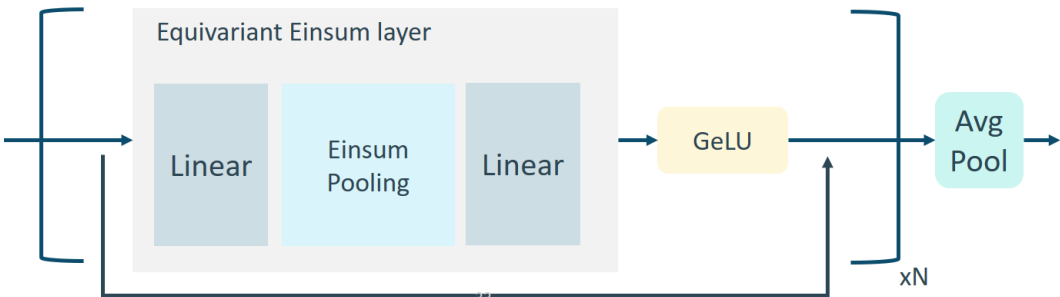 Equivariant Einsum layer
Linear
Einsum
Pooling
Linear
GeLU
Avg
Pool
xN